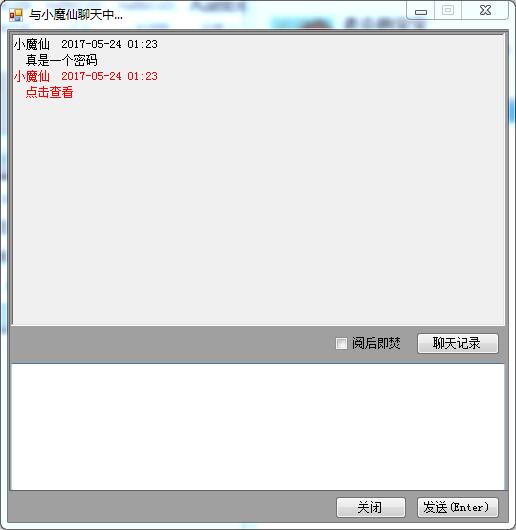 与小魔仙聊天中...
小魔仙 2017-05-24 01:23
真是一个密码
小魔仙 2017-05-24 01:23
点击查看
阅后即焚 聊天记录
关闭 发送(Enter)